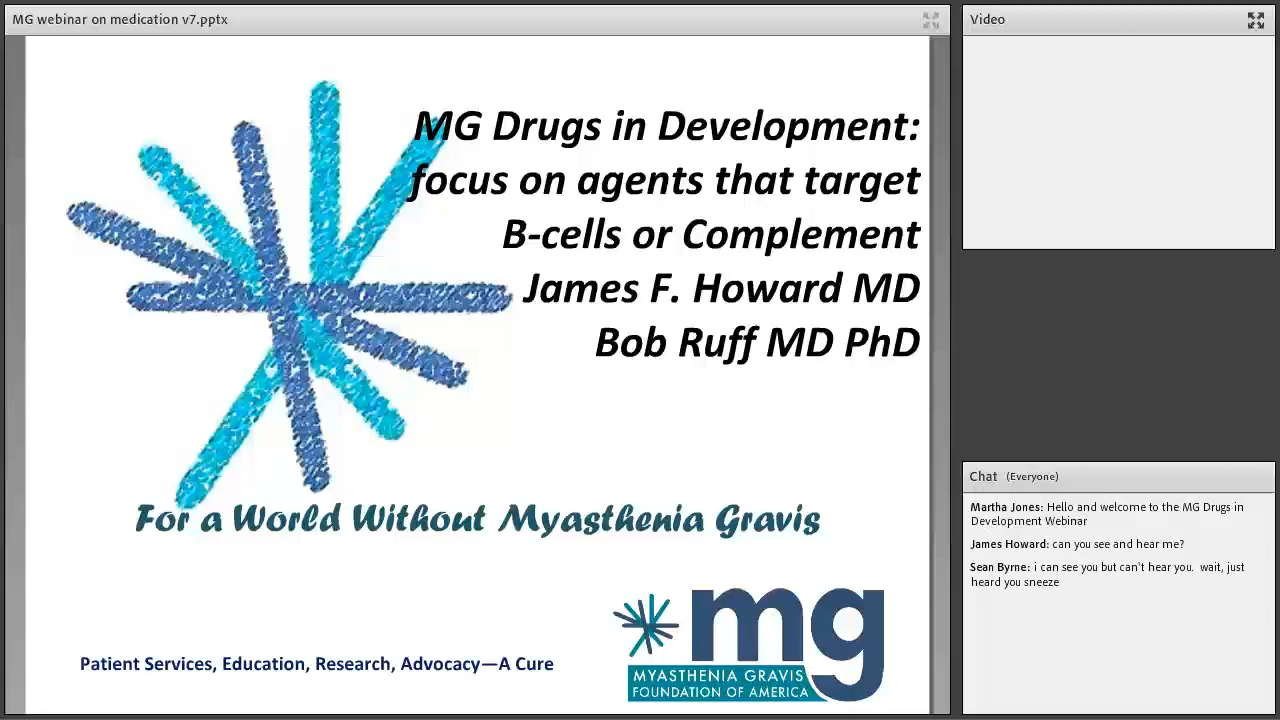 MG webinar on medication v7.pptx
MG Drugs in Development:
focus on agents that target
B-cells or Complement
James F. Howard MD
Bob Ruff MD PhD
For a World Without Myasthenia Gravis
Patient Services, Education, Research, Advocacy—A Cure
mg
MYASTHENIA GRAVIS
FOUNDATION OF AMERICA
Video
Chat (Everyone)
Martha Jones: Hello and welcome to the MG Drugs in
Development Webinar
James Howard: can you see and hear me?
Sean Byrne: i can see you but can't hear you. wait, just
heard you sneeze